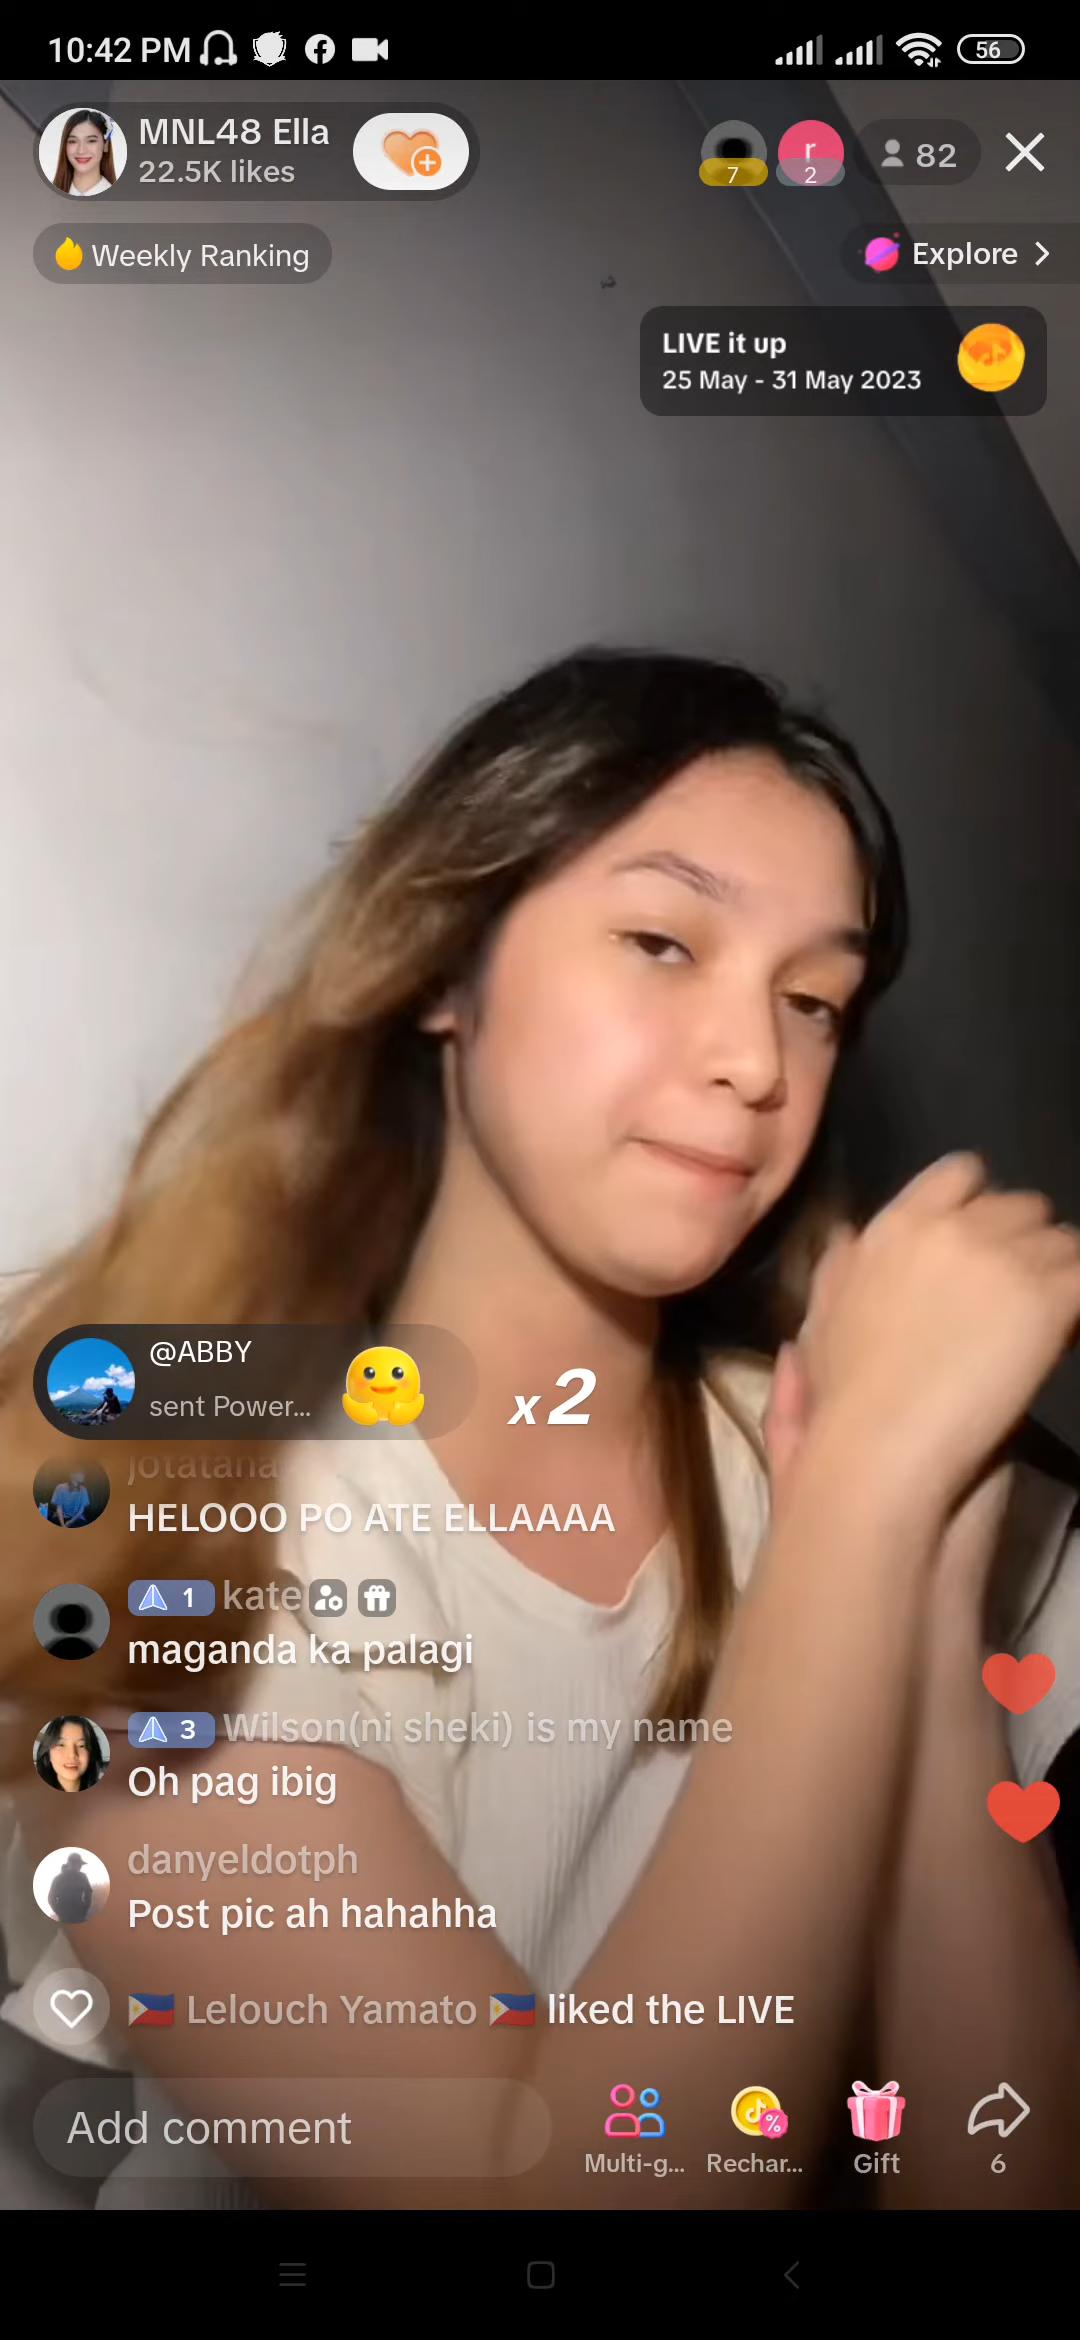 10:42 PM
56
MNL48 Ella
22.5K likes
7
r
2
82
Weekly Ranking
Explore
LIVE it up
25 May - 31 May 2023
@ABBY
sent Power...
x2
jotatana
HELOOO PO ATE ELLAAAA
1 kate
maganda ka palagi
3 Wilson(ni sheki) is my name
Oh pag ibig
danyeldotph
Post pic ah hahahha
🇵🇭 Lelouch Yamato 🇵🇭 liked the LIVE
Add comment
Multi-g...
Rechar...
Gift
6